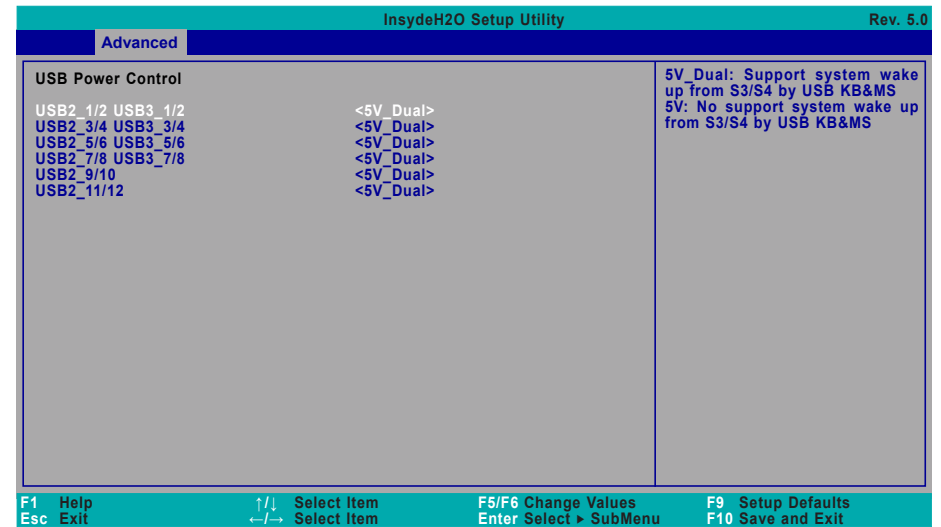 InsydeH2O Setup Utility Rev. 5.0
Advanced
USB Power Control
USB2_1/2 USB3_1/2 <5V_Dual>
USB2_3/4 USB3_3/4 <5V_Dual>
USB2_5/6 USB3_5/6 <5V_Dual>
USB2_7/8 USB3_7/8 <5V_Dual>
USB2_9/10 <5V_Dual>
USB2_11/12 <5V_Dual>
5V_Dual: Support system wake
up from S3/S4 by USB KB&MS
5V: No support system wake up
from S3/S4 by USB KB&MS
F1 Help ↑/↓ Select Item F5/F6 Change Values F9 Setup Defaults
Esc Exit ←/→ Select Item Enter Select ▶ SubMenu F10 Save and Exit